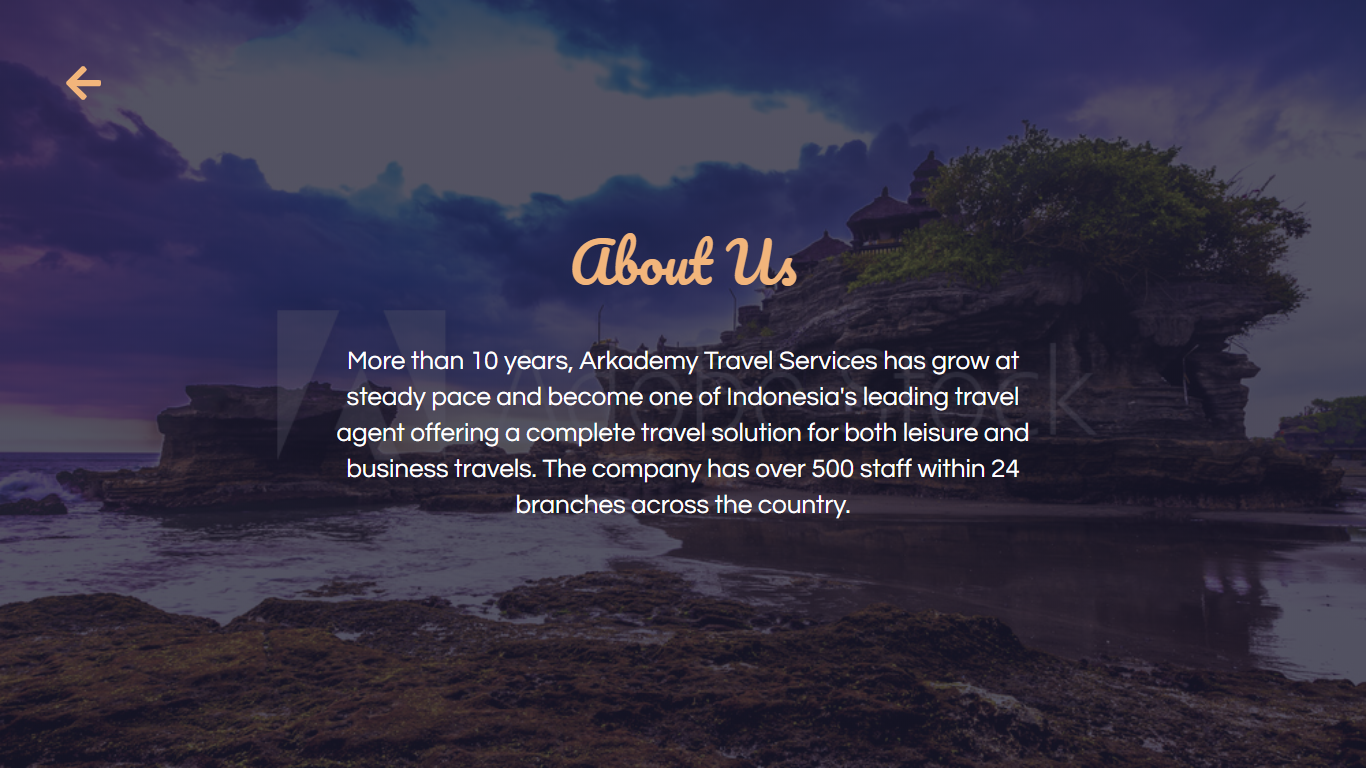 About Us
More than 10 years, Arkademy Travel Services has grow at
steady pace and become one of Indonesia's leading travel
agent offering a complete travel solution for both leisure and
business travels. The company has over 500 staff within 24
branches across the country.
Adobe Stock